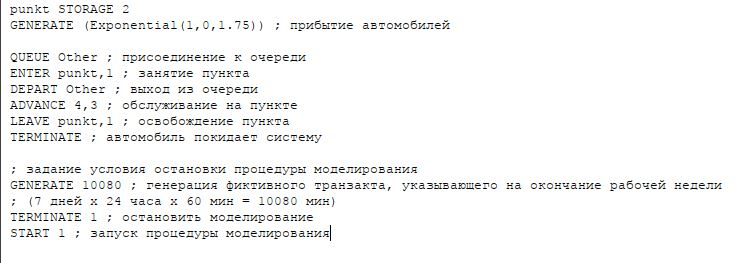 punkt STORAGE 2
GENERATE (Exponential(1,0,1.75)) ; прибытие автомобилей
QUEUE Other ; присоединение к очереди
ENTER punkt,1 ; занятие пункта
DEPART Other ; выход из очереди
ADVANCE 4,3 ; обслуживание на пункте
LEAVE punkt,1 ; освобождение пункта
TERMINATE ; автомобиль покидает систему
; задание условия остановки процедуры моделирования
GENERATE 10080 ; генерация фиктивного транзакта, указывающего на окончание рабочей недели
; (7 дней x 24 часа x 60 мин = 10080 мин)
TERMINATE 1 ; остановить моделирование
START 1 ; запуск процедуры моделирования